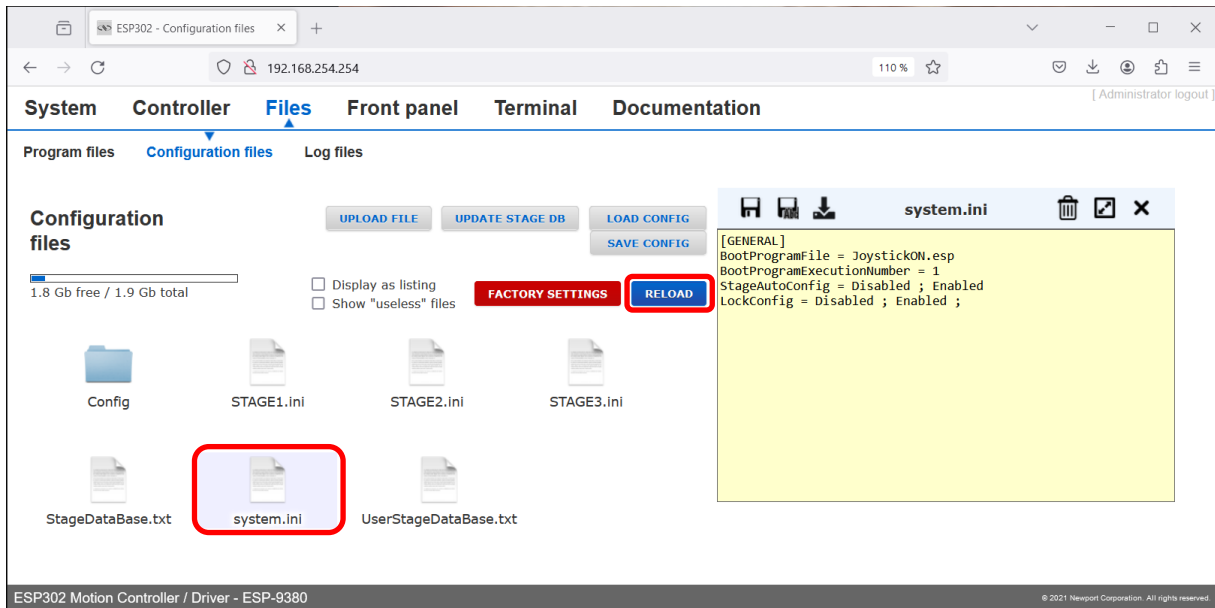 ESP302 - Configuration files
192.168.254.254
110 %
[ Administrator logout ]
System Controller Files Front panel Terminal Documentation
Program files Configuration files Log files
Configuration
files
UPLOAD FILE UPDATE STAGE DB LOAD CONFIG
SAVE CONFIG
1.8 Gb free / 1.9 Gb total
Display as listing
Show "useless" files
FACTORY SETTINGS RELOAD
Config STAGE1.ini STAGE2.ini STAGE3.ini
StageDataBase.txt system.ini UserStageDataBase.txt
system.ini
[GENERAL]
BootProgramFile = JoystickON.esp
BootProgramExecutionNumber = 1
StageAutoConfig = Disabled ; Enabled
LockConfig = Disabled ; Enabled ;
ESP302 Motion Controller / Driver - ESP-9380
© 2021 Newport Corporation. All rights reserved.